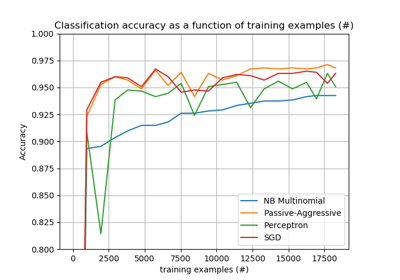 Classification accuracy as a function of training examples (#)
1.000
0.975
0.950
0.925
0.900
0.875
0.850
0.825
0.800
Accuracy
NB Multinomial
Passive-Aggressive
Perceptron
SGD
0 2500 5000 7500 10000 12500 15000 17500
training examples (#)